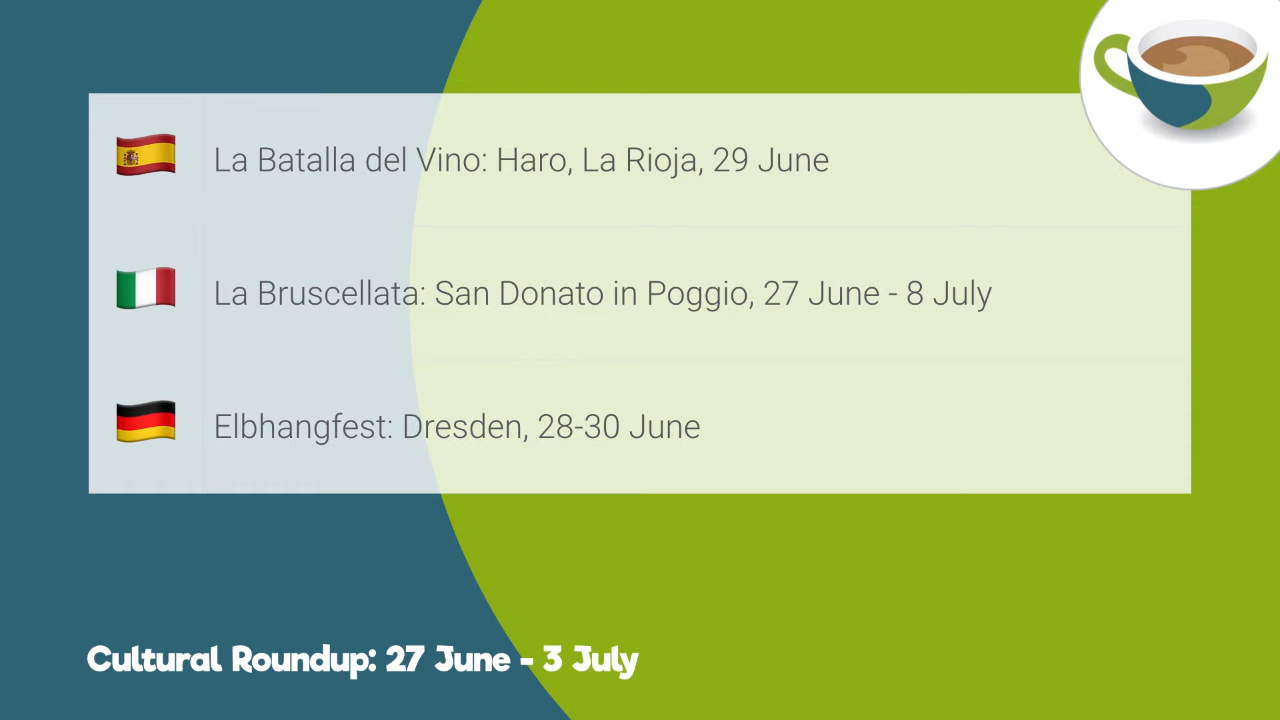 La Batalla del Vino: Haro, La Rioja, 29 June
La Bruscellata: San Donato in Poggio, 27 June - 8 July
Elbhangfest: Dresden, 28-30 June
Cultural Roundup: 27 June - 3 July